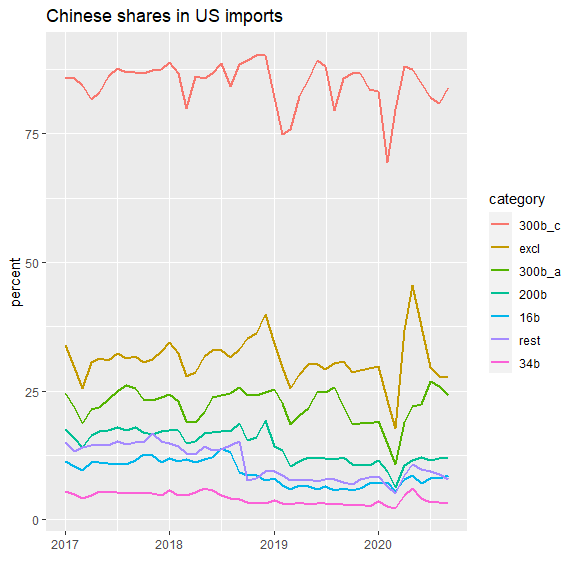 Chinese shares in US imports
percent
75
50
25
0
2017 2018 2019 2020
category
300b_c
excl
300b_a
200b
16b
rest
34b